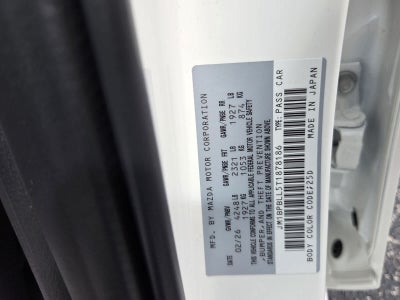 MFD. BY MAZDA MOTOR CORPORATION
GVWR/PNBV GAWR/PNBE FRT GAWR/PNBE RR
02/26 4248 LB 2321 LB 1927 LB
1927 KG 1053 KG 874 KG
THIS VEHICLE CONFORMS TO ALL APPLICABLE
FEDERAL MOTOR VEHICLE SAFETY
,BUMPER,AND THEFT PREVENTION
STANDARDS IN EFFECT ON THE DATE OF
MANUFACTURE SHOWN ABOVE.
JM1BPBLL5T1878186 TYPE:PASS CAR
BODY COLOR CODE/25D MADE IN JAPAN